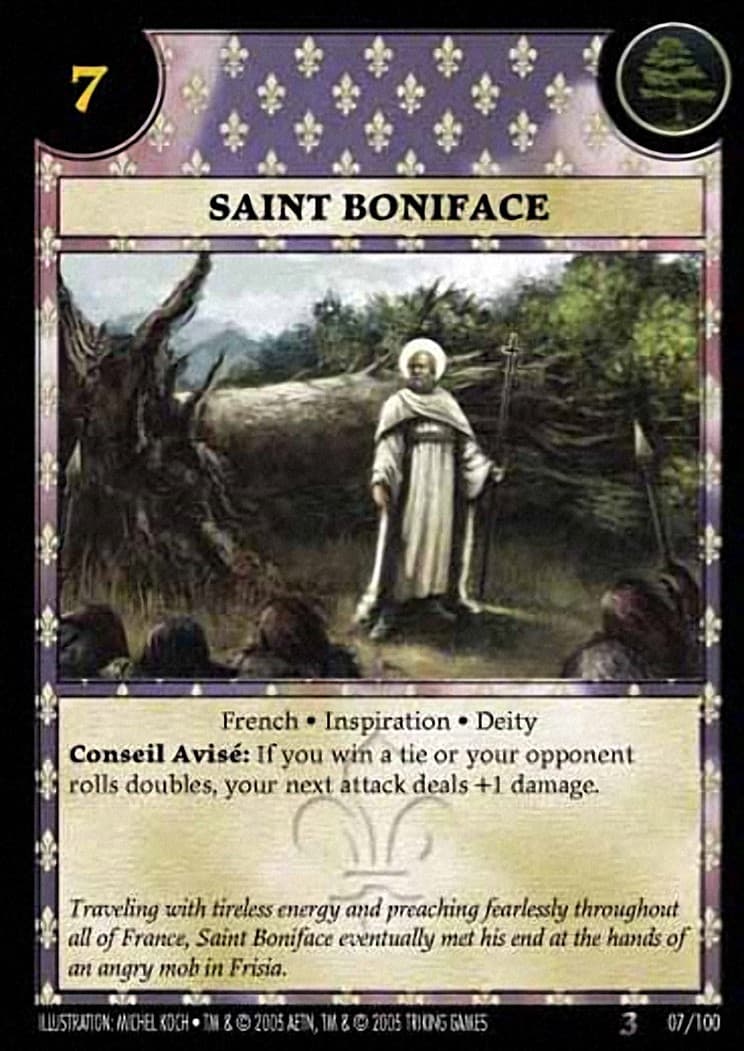 7
SAINT BONIFACE
French • Inspiration • Deity
Conseil Avisé: If you win a tie or your opponent
rolls doubles, your next attack deals +1 damage.
Traveling with tireless energy and preaching fearlessly throughout
all of France, Saint Boniface eventually met his end at the hands of
an angry mob in Frisia.
ILLUSTRATION: MICHEL KOCH • TM & © 2005 AETN, TM & © 2005 TRIKING GAMES
3 07/100